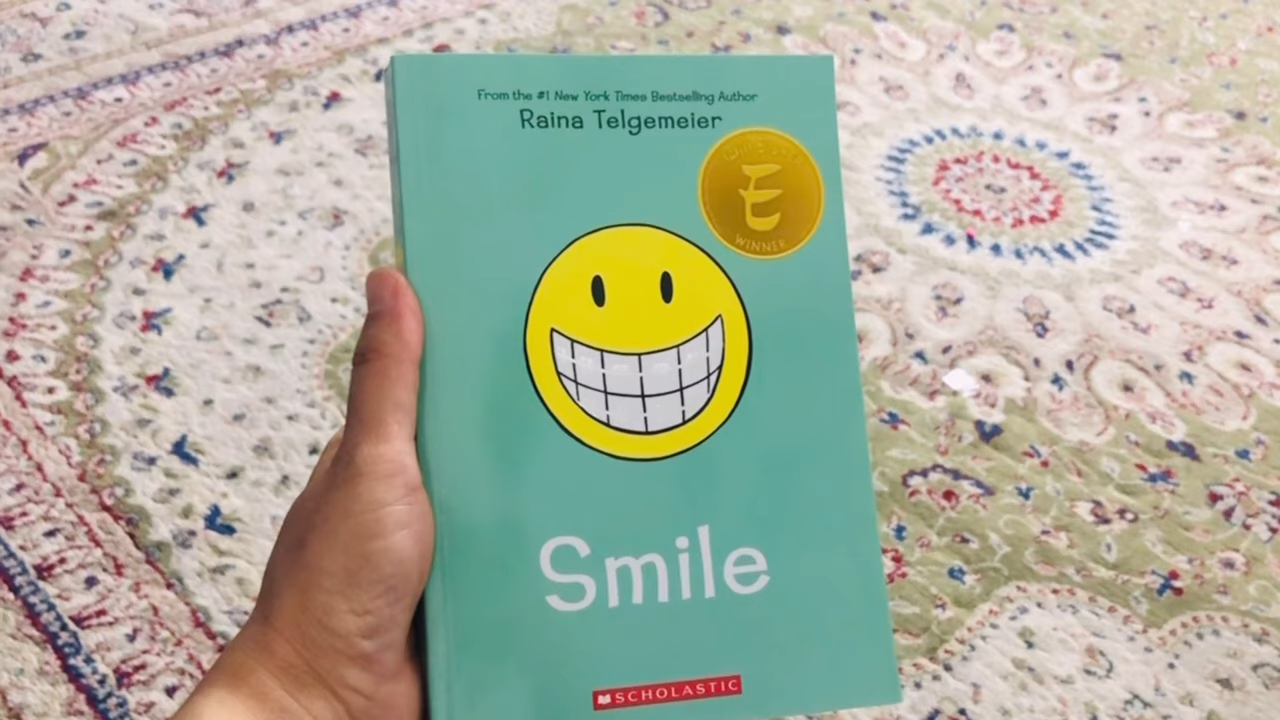 From the #1 New York Times Bestselling Author
Raina Telgemeier
E
WINNER
Smile
SCHOLASTIC